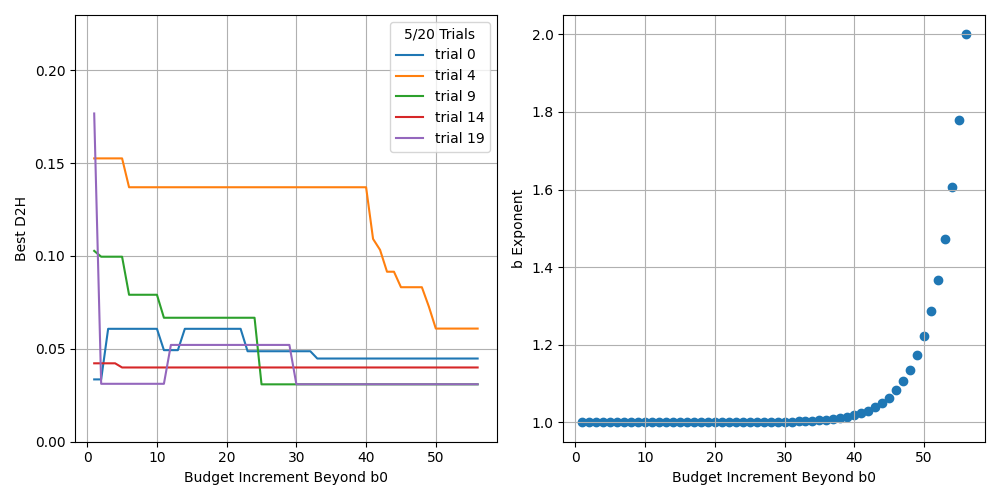 5/20 Trials
trial 0
trial 4
trial 9
trial 14
trial 19
Best D2H
0.20
0.15
0.10
0.05
0.00
0 10 20 30 40 50
Budget Increment Beyond b0
b Exponent
2.0
1.8
1.6
1.4
1.2
1.0
0 10 20 30 40 50
Budget Increment Beyond b0